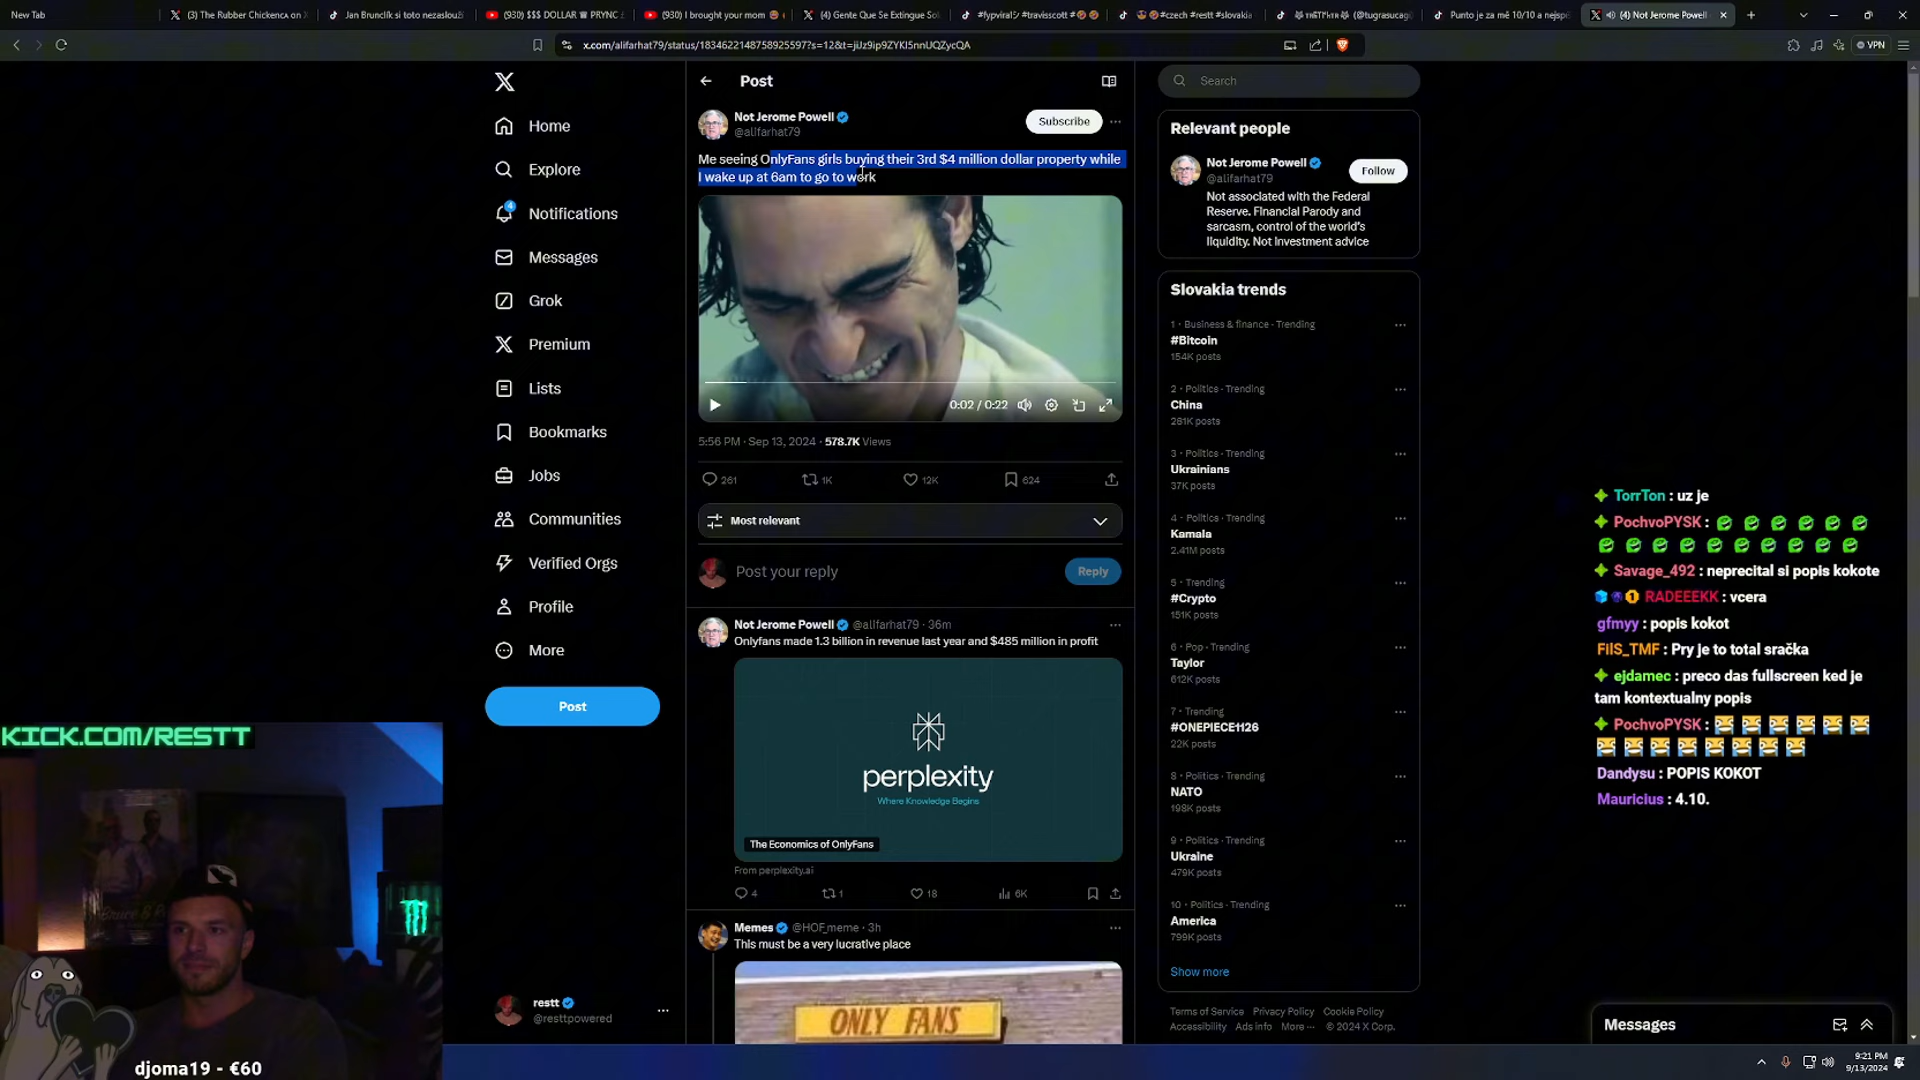 New Tab
(3) The Rubber Chickenˣ on X
Jan Brunclík si toto nezaslouží
(930) $$$ DOLLAR
PRYNC
(930) I brought your mom
(4) Gente Que Se Extingue Sol
#fypviralシ #travisscott #
#czech #restt #slovakia
(@tugrasucag
Punto je za mě 10/10 a nejspí
(4) Not Jerome Powell
x.com/alifarhat79/status/1834622148758925597?s=12&t=jiJz9ip9ZYKI5nnUQZycQA
VPN
Post
Search
Not Jerome Powell
@alifarhat79
Subscribe
Me seeing OnlyFans girls buying their 3rd $4 million dollar property while
I wake up at 6am to go to work
0:02 / 0:22
5:56 PM · Sep 13, 2024 · 578.7K Views
261
1K
12K
624
Most relevant
Post your reply
Reply
Not Jerome Powell @alifarhat79 · 36m
Onlyfans made 1.3 billion in revenue last year and $485 million in profit
perplexity
Where Knowledge Begins
The Economics of OnlyFans
From perplexity.ai
4
1
18
6K
Memes @HOF_meme · 3h
This must be a very lucrative place
ONLY FANS
Home
Explore
4
Notifications
Messages
Grok
Premium
Lists
Bookmarks
Jobs
Communities
Verified Orgs
Profile
More
Post
restt
@resttpowered
Relevant people
Not Jerome Powell
@alifarhat79
Follow
Not associated with the Federal
Reserve. Financial Parody and
sarcasm, control of the world's
liquidity. Not investment advice
Slovakia trends
1 · Business & finance · Trending
#Bitcoin
154K posts
2 · Politics · Trending
China
281K posts
3 · Politics · Trending
Ukrainians
37K posts
4 · Politics · Trending
Kamala
2.41M posts
5 · Trending
#Crypto
151K posts
6 · Pop · Trending
Taylor
612K posts
7 · Trending
#ONEPIECE1126
22K posts
8 · Politics · Trending
NATO
198K posts
9 · Politics · Trending
Ukraine
479K posts
10 · Politics · Trending
America
799K posts
Show more
Terms of Service Privacy Policy Cookie Policy
Accessibility Ads info More ··· © 2024 X Corp.
TorrTon : uz je
PochvoPYSK :
Savage_492 : neprecital si popis kokote
RADEEEKK : vcera
gfmyy : popis kokot
FilS_TMF : Pry je to total sračka
ejdamec : preco das fullscreen ked je
tam kontextualny popis
PochvoPYSK :
Dandysu : POPIS KOKOT
Mauricius : 4.10.
Messages
KICK.COM/RESTT
djoma19 - €60
9:21 PM
9/13/2024